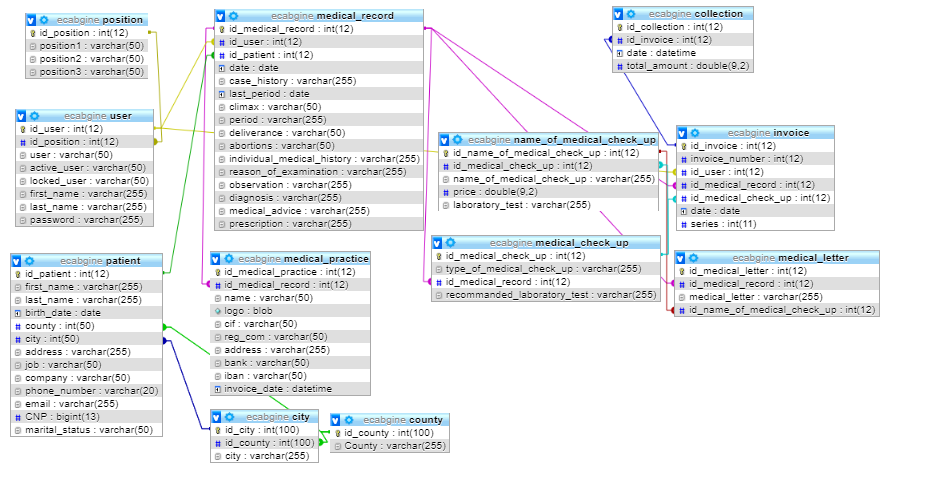 ecabgine position
id_position : int(12)
position1 : varchar(50)
position2 : varchar(50)
position3 : varchar(50)
ecabgine medical_record
id_medical_record : int(12)
id_user : int(12)
id_patient : int(12)
date : date
case_history : varchar(255)
last_period : date
climax : varchar(50)
period : varchar(255)
deliverance : varchar(50)
abortions : varchar(50)
individual_medical_history : varchar(255)
reason_of_examination : varchar(255)
observation : varchar(255)
diagnosis : varchar(255)
medical_advice : varchar(255)
prescription : varchar(255)
ecabgine collection
id_collection : int(12)
id_invoice : int(12)
date : datetime
total_amount : double(9,2)
ecabgine user
id_user : int(12)
id_position : int(12)
user : varchar(50)
active_user : varchar(50)
locked_user : varchar(50)
first_name : varchar(255)
last_name : varchar(255)
password : varchar(255)
ecabgine name_of_medical_check_up
id_name_of_medical_check_up : int(12)
id_medical_check_up : int(12)
name_of_medical_check_up : varchar(255)
price : double(9,2)
laboratory_test : varchar(255)
ecabgine invoice
id_invoice : int(12)
invoice_number : int(12)
id_user : int(12)
id_medical_record : int(12)
id_medical_check_up : int(12)
date : date
series : int(11)
ecabgine patient
id_patient : int(12)
first_name : varchar(255)
last_name : varchar(255)
birth_date : date
county : int(50)
city : int(50)
address : varchar(255)
job : varchar(50)
company : varchar(50)
phone_number : varchar(20)
email : varchar(255)
CNP : bigint(13)
marital_status : varchar(50)
ecabgine medical_practice
id_medical_practice : int(12)
id_medical_record : int(12)
name : varchar(50)
logo : blob
cif : varchar(50)
reg_com : varchar(50)
address : varchar(255)
bank : varchar(50)
iban : varchar(50)
invoice_date : datetime
ecabgine medical_check_up
id_medical_check_up : int(12)
type_of_medical_check_up : varchar(255)
id_medical_record : int(12)
recommanded_laboratory_test : varchar(255)
ecabgine medical_letter
id_medical_letter : int(12)
id_medical_record : int(12)
medical_letter : varchar(255)
id_name_of_medical_check_up : int(12)
ecabgine city
id_city : int(100)
id_county : int(100)
city : varchar(255)
ecabgine county
id_county : int(100)
County : varchar(255)